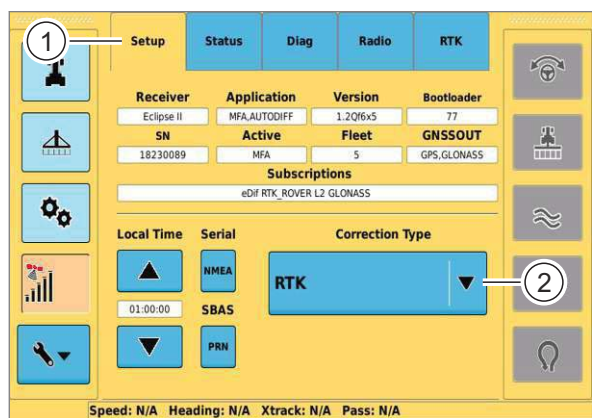 1
Setup Status Diag Radio RTK
Receiver Application Version Bootloader
Eclipse II MFA,AUTODIFF 1.2Qf6x5 77
SN Active Fleet GNSSOUT
18230089 MFA 5 GPS,GLONASS
Subscriptions
eDif RTK_ROVER L2 GLONASS
Local Time Serial Correction Type
NMEA
RTK
2
01:00:00 SBAS
PRN
Speed: N/A Heading: N/A Xtrack: N/A Pass: N/A